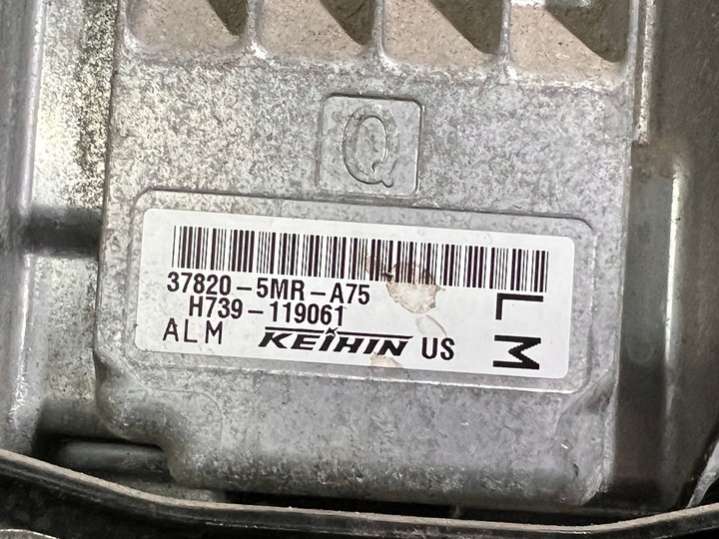 Q
37820-5MR-A75
H739-119061
ALM KEIHIN US
LM